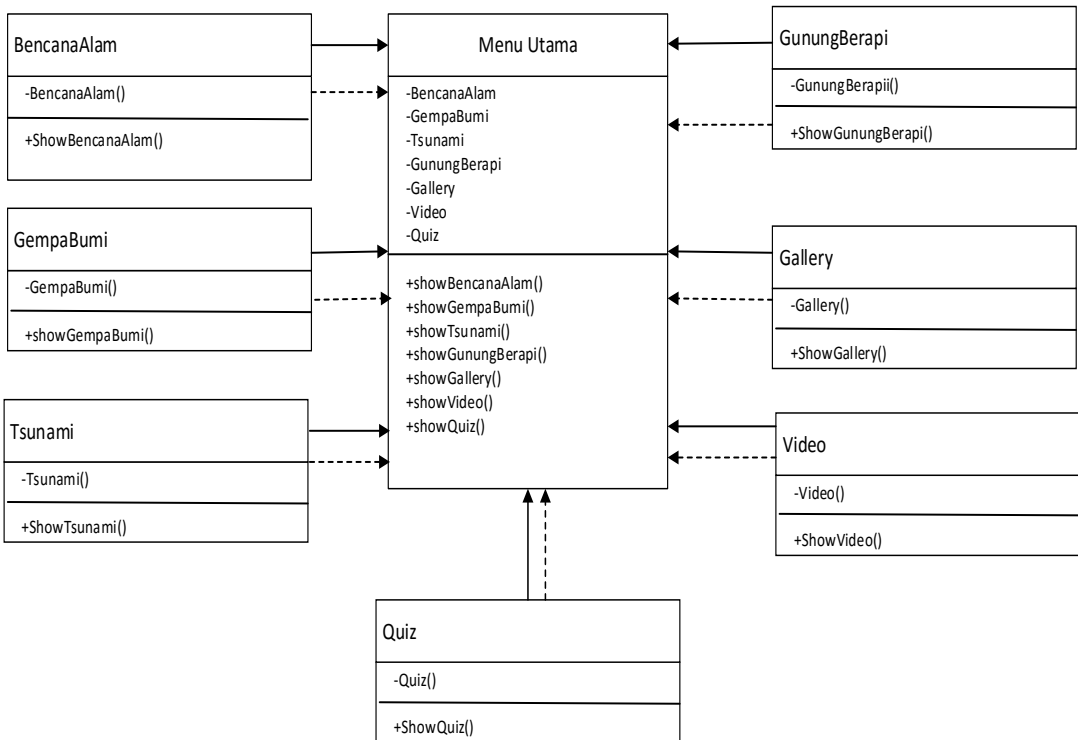 BencanaAlam
-BencanaAlam()
+ShowBencanaAlam()
GempaBumi
-GempaBumi()
+showGempaBumi()
Tsunami
-Tsunami()
+ShowTsunami()
Menu Utama
-BencanaAlam
-GempaBumi
-Tsunami
-GunungBerapi
-Gallery
-Video
-Quiz
+showBencanaAlam()
+showGempaBumi()
+showTsunami()
+showGunungBerapi()
+showGallery()
+showVideo()
+showQuiz()
GunungBerapi
-GunungBerapii()
+ShowGunungBerapi()
Gallery
-Gallery()
+ShowGallery()
Video
-Video()
+ShowVideo()
Quiz
-Quiz()
+ShowQuiz()